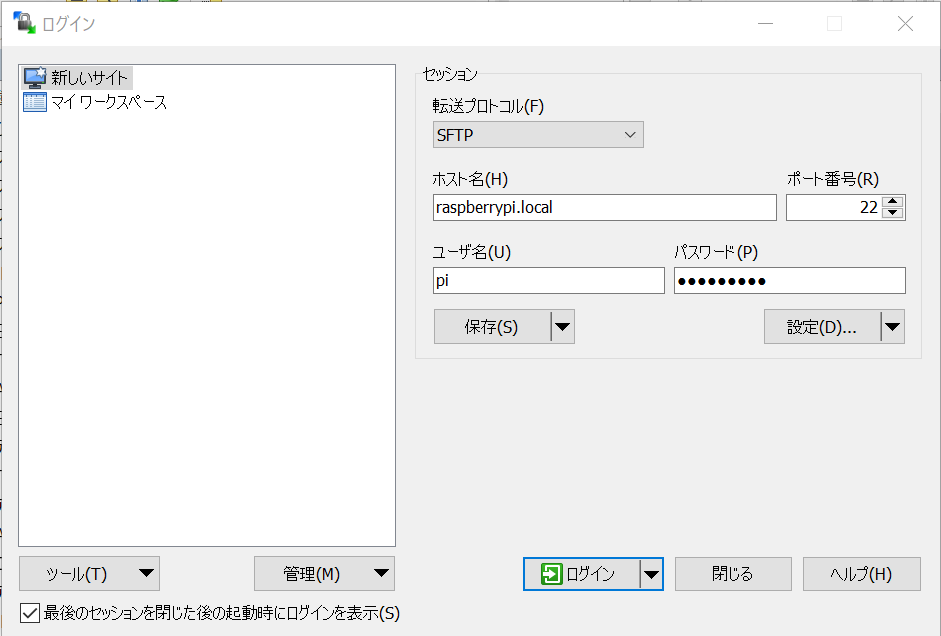 ログイン
新しいサイト
マイ ワークスペース
セッション
転送プロトコル(F)
SFTP
ホスト名(H)
ポート番号(R)
raspberrypi.local
22
ユーザ名(U)
パスワード(P)
pi
●●●●●●●●●
保存(S)
設定(D)...
ツール(T)
管理(M)
ログイン
閉じる
ヘルプ(H)
最後のセッションを閉じた後の起動時にログインを表示(S)